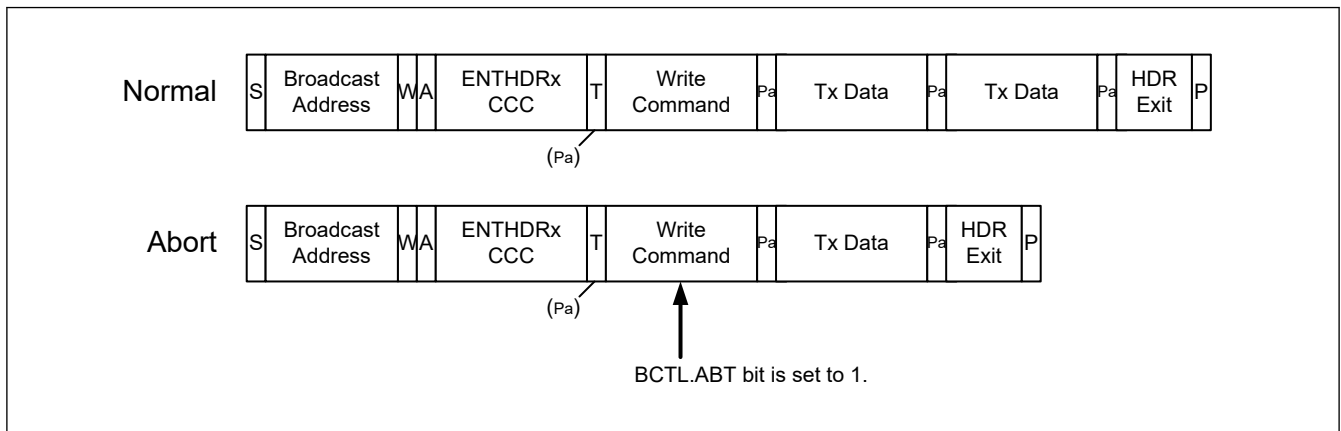 Normal
S
Broadcast
Address
W
A
ENTHDRx
CCC
T
Write
Command
Pa
Tx Data
Pa
Tx Data
Pa
HDR
Exit
P
(Pa)
Abort
S
Broadcast
Address
W
A
ENTHDRx
CCC
T
Write
Command
Pa
Tx Data
Pa
HDR
Exit
P
(Pa)
BCTL.ABT bit is set to 1.